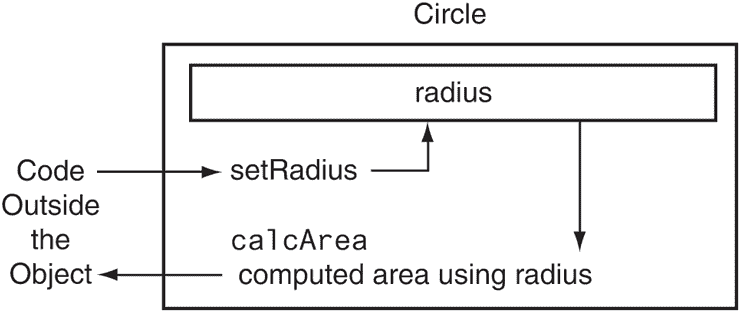 Circle
radius
Code
setRadius
Outside
the
Object
calcArea
computed area using radius